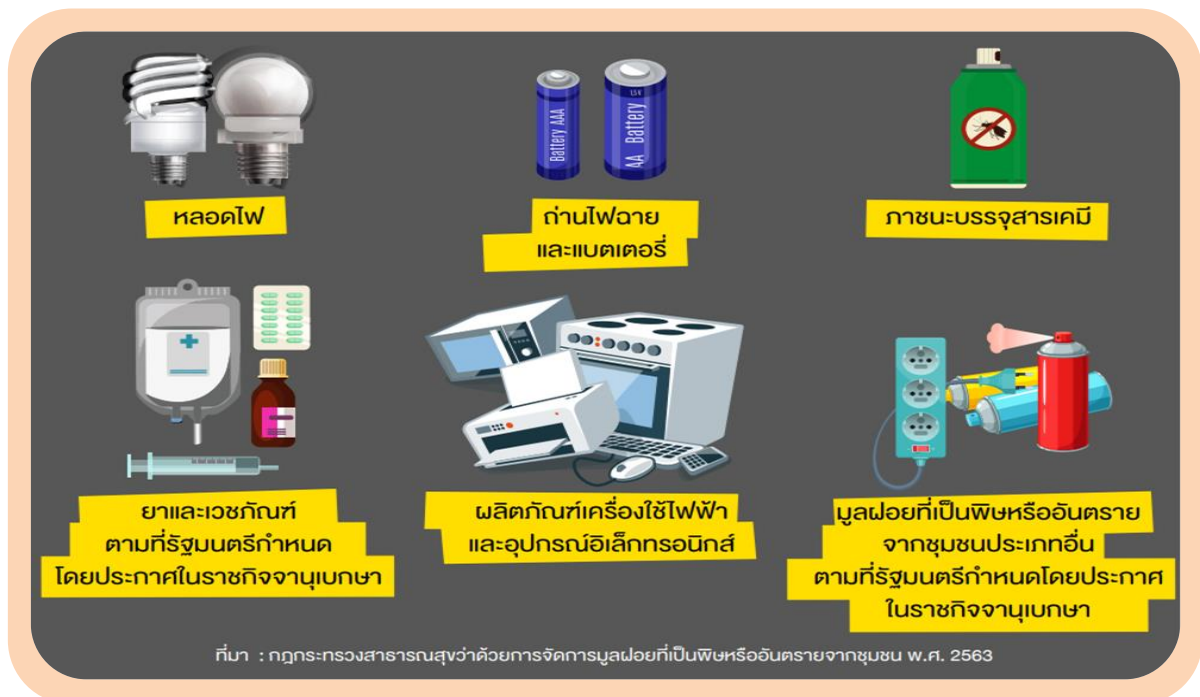 Battery AAA
1.5 V
AA Battery
หลอดไฟ
ถ่านไฟฉาย
และแบตเตอรี่
ภาชนะบรรจุสารเคมี
ยาและเวชภัณฑ์
ตามที่รัฐมนตรีกำหนด
โดยประกาศในราชกิจจานุเบกษา
ผลิตภัณฑ์เครื่องใช้ไฟฟ้า
และอุปกรณ์อิเล็กทรอนิกส์
มูลฝอยที่เป็นพิษหรืออันตราย
จากชุมชนประเภทอื่น
ตามที่รัฐมนตรีกำหนดโดยประกาศ
ในราชกิจจานุเบกษา
ที่มา : กฎกระทรวงสาธารณสุขว่าด้วยการจัดการมูลฝอยที่เป็นพิษหรืออันตรายจากชุมชน พ.ศ. 2563